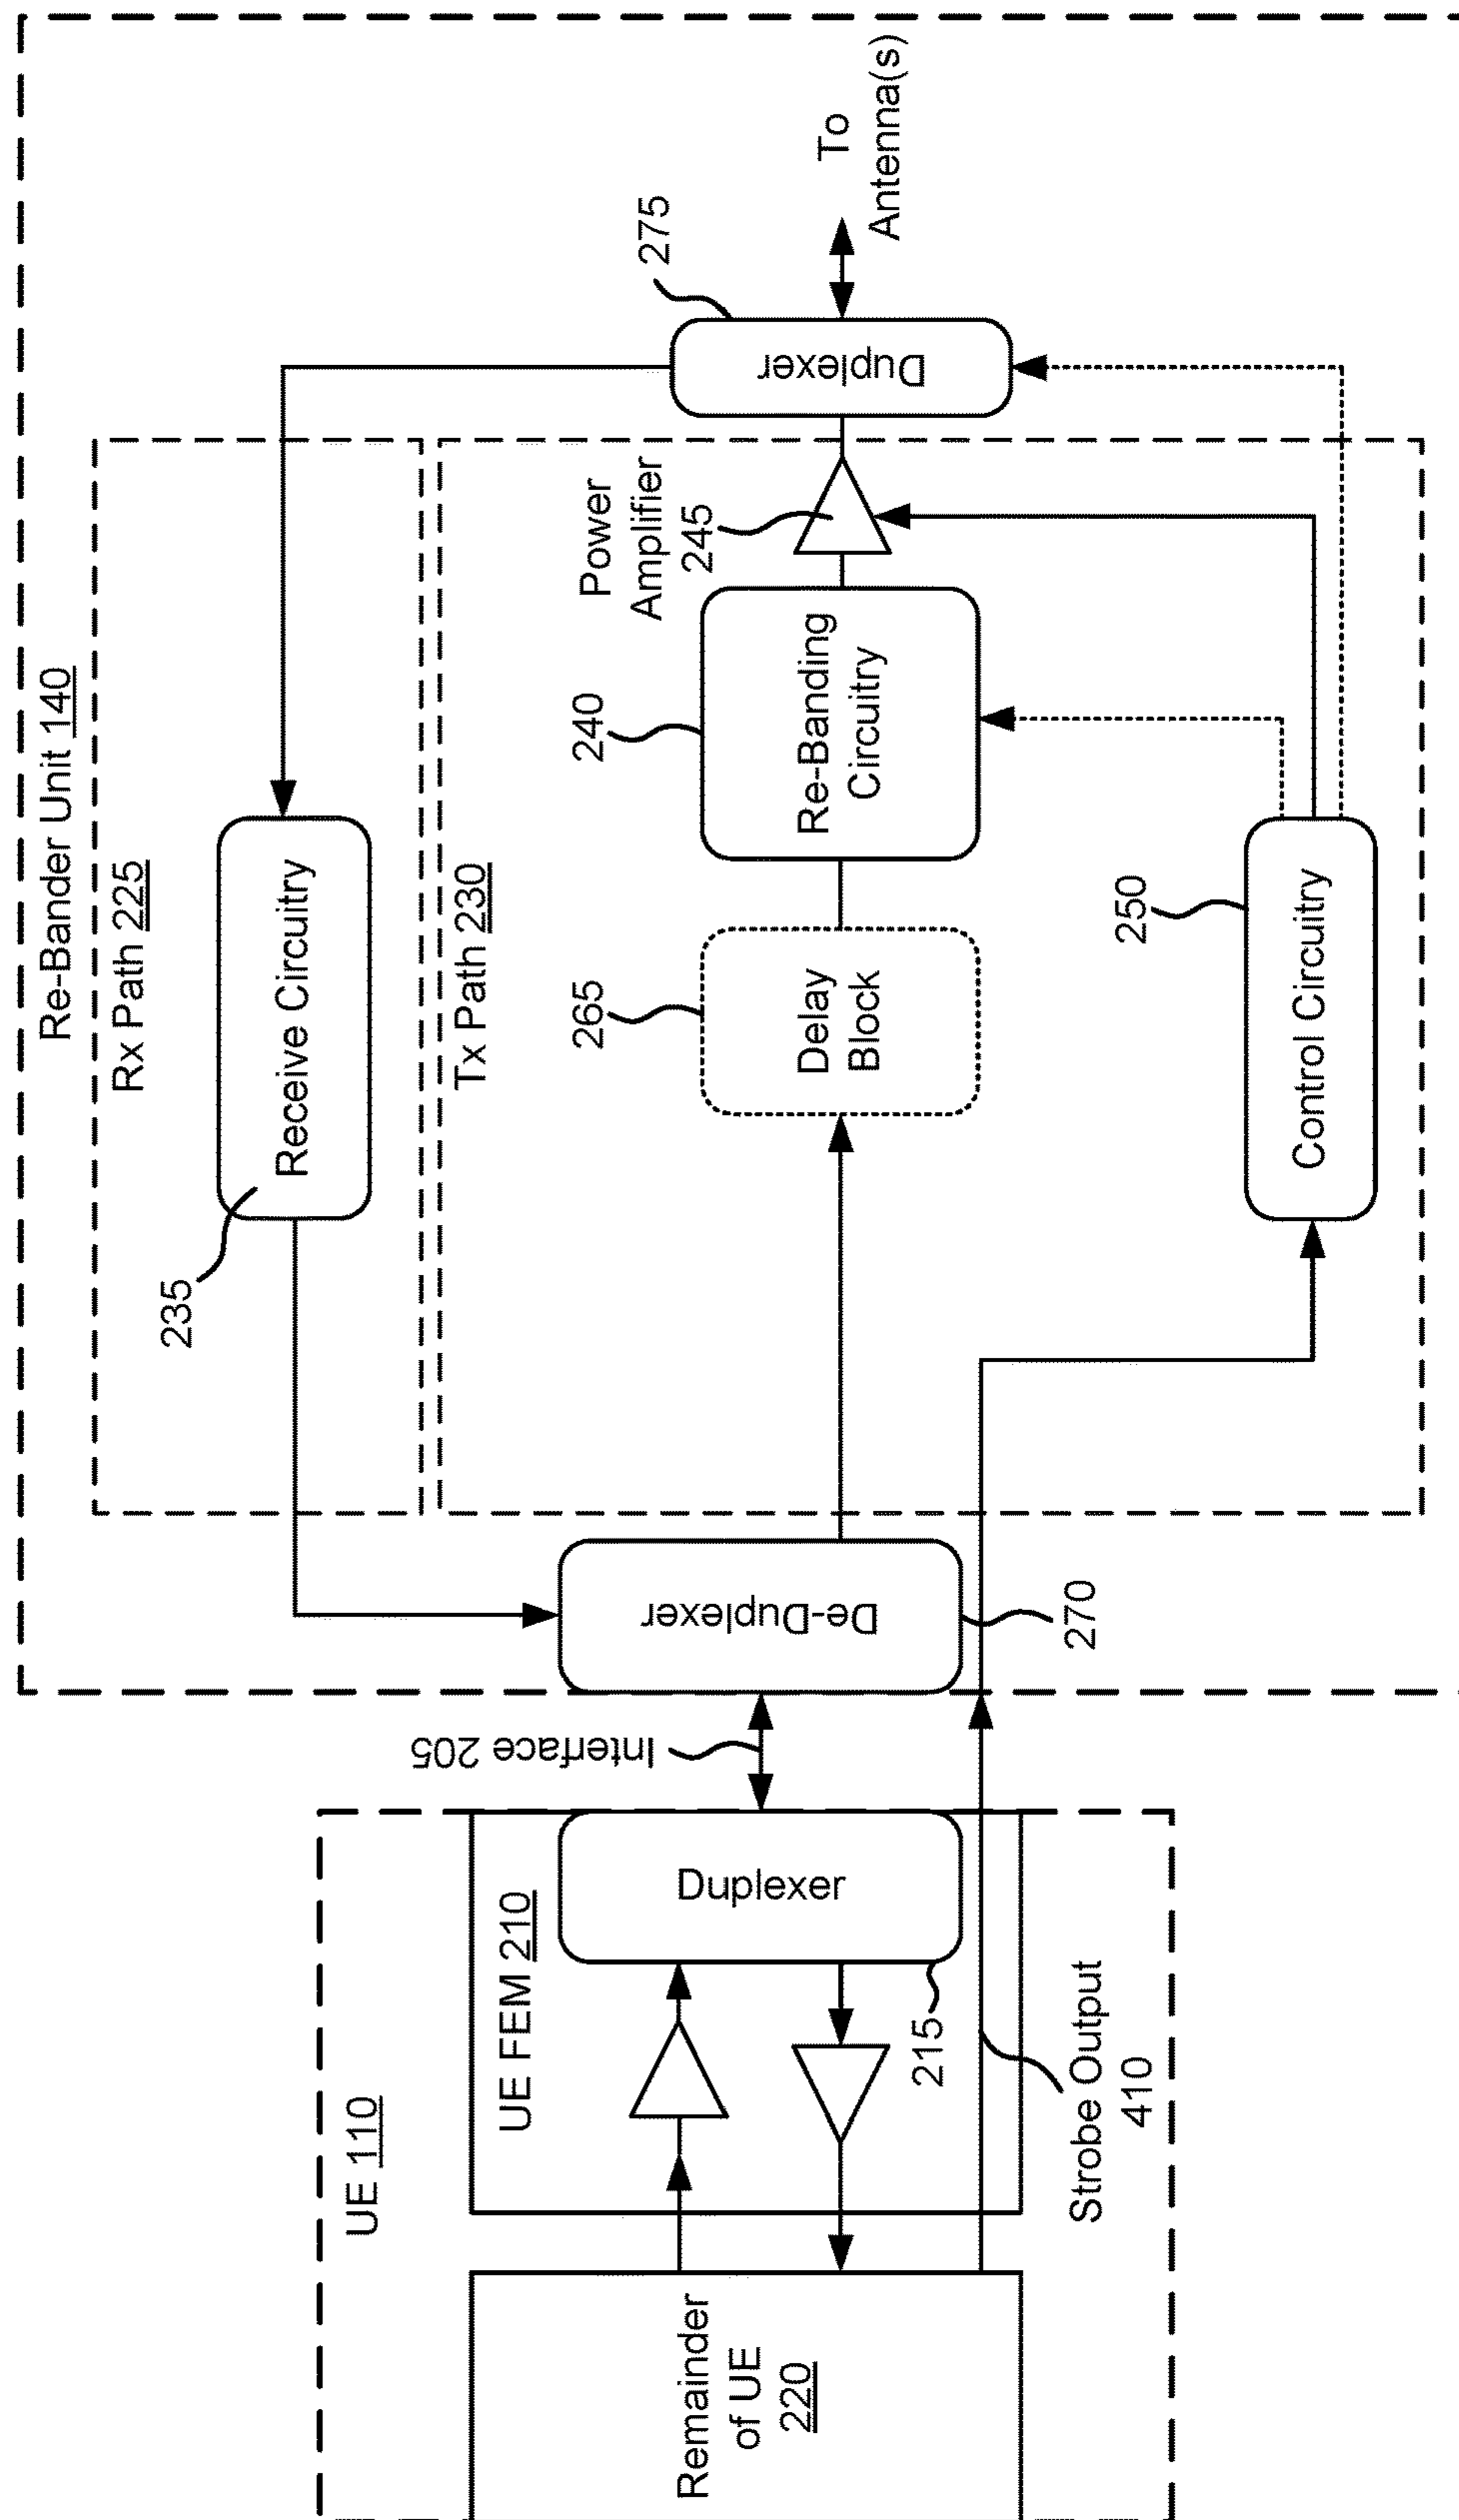 Re-Bander Unit 140
Rx Path 225
235
Receive Circuitry
Tx Path 230
Power
Amplifier
245
275
Duplexer
To
Antenna(s)
240
Re-Banding
Circuitry
265
Delay
Block
250
Control Circuitry
De-Duplexer
270
Interface 205
UE 110
UE FEM 210
Duplexer
215
Remainder
of UE
220
Strobe Output
410